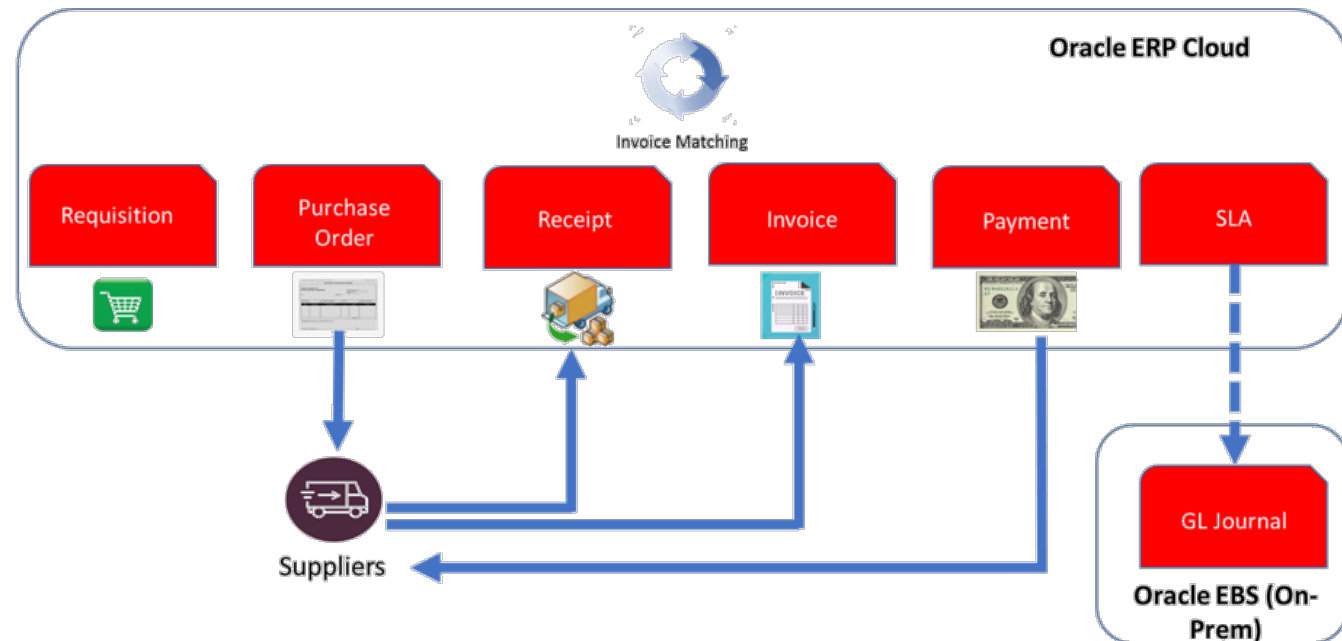 Oracle ERP Cloud
Invoice Matching
Requisition
Purchase
Order
Receipt
Invoice
Payment
SLA
INVOICE
Suppliers
GL Journal
Oracle EBS (On-
Prem)